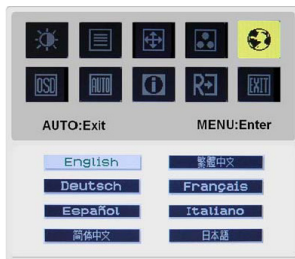 OSD AUTO R EXIT
AUTO:Exit MENU:Enter
English 繁體中文
Deutsch Français
Español Italiano
简体中文 日本語